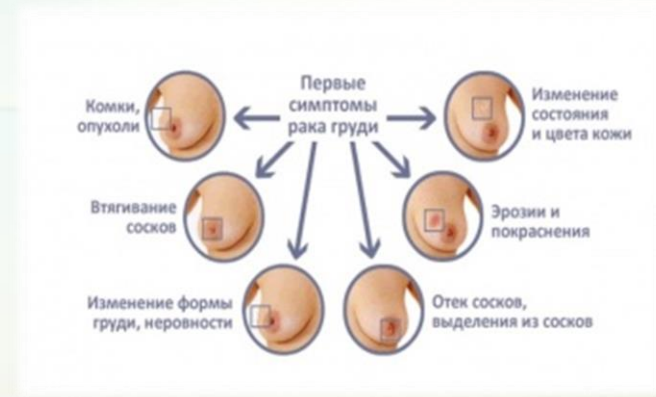 Первые
симптомы
рака груди
Комки,
опухоли
Изменение
состояния
и цвета кожи
Втягивание
сосков
Эрозии и
покраснения
Изменение формы
груди, неровности
Отек сосков,
выделения из сосков